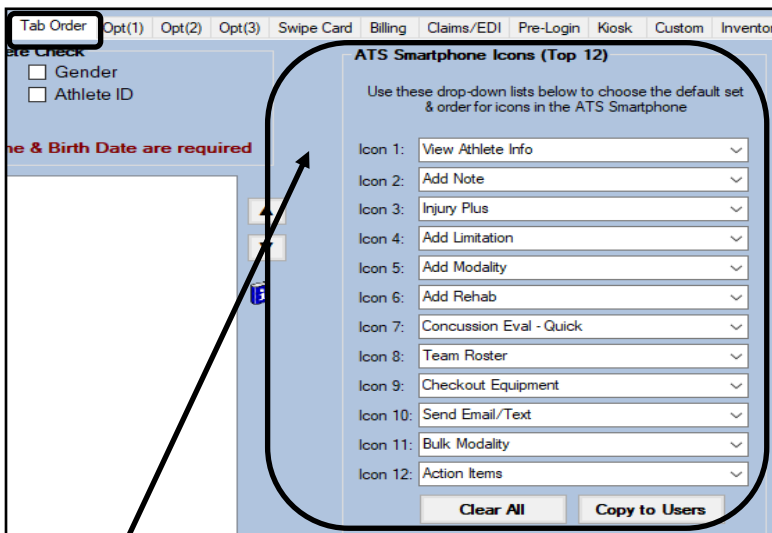 Tab Order Opt(1) Opt(2) Opt(3) Swipe Card Billing Claims/EDI Pre-Login Kiosk Custom
Check
Gender
Athlete ID
& Birth Date are required
ATS Smartphone Icons (Top 12)
Use these drop-down lists below to choose the default set
& order for icons in the ATS Smartphone
Icon 1: View Athlete Info
Icon 2: Add Note
Icon 3: Injury Plus
Icon 4: Add Limitation
Icon 5: Add Modality
Icon 6: Add Rehab
Icon 7: Concussion Eval - Quick
Icon 8: Team Roster
Icon 9: Checkout Equipment
Icon 10: Send Email/Text
Icon 11: Bulk Modality
Icon 12: Action Items
Clear All Copy to Users